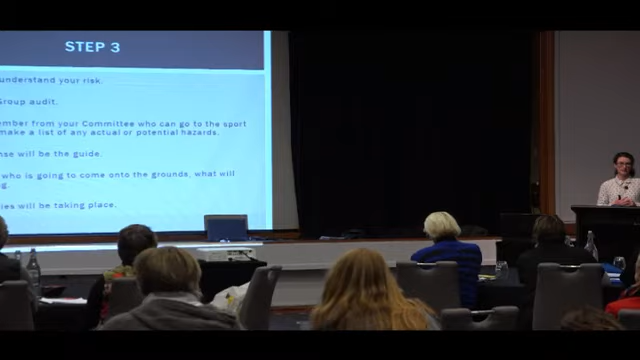 STEP 3
understand your risk.
Group audit.
ember from your Committee who can go to the sport
make a list of any actual or potential hazards.
nse will be the guide.
who is going to come onto the grounds, what will
g.
ies will be taking place.